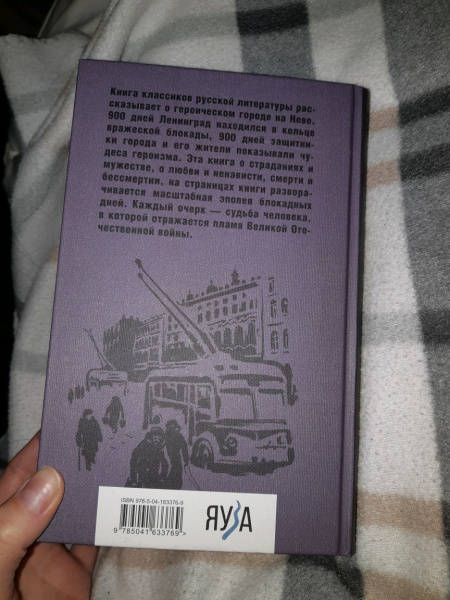 Книга классиков русской литературы рас-
сказывает о героическом городе на Неве.
900 дней Ленинград находился в кольце
вражеской блокады, 900 дней защитни-
ки города и его жители показывали чу-
деса героизма. Эта книга о страданиях и
мужестве, о любви и ненависти, смерти и
бессмертии, на страницах книги развора-
чивается масштабная эпопея блокадных
дней. Каждый очерк — судьба человека,
в которой отражается пламя Великой Оте-
чественной войны.
ISBN 978-5-04-163376-9
9 785041 633769 >
ЯУЗА